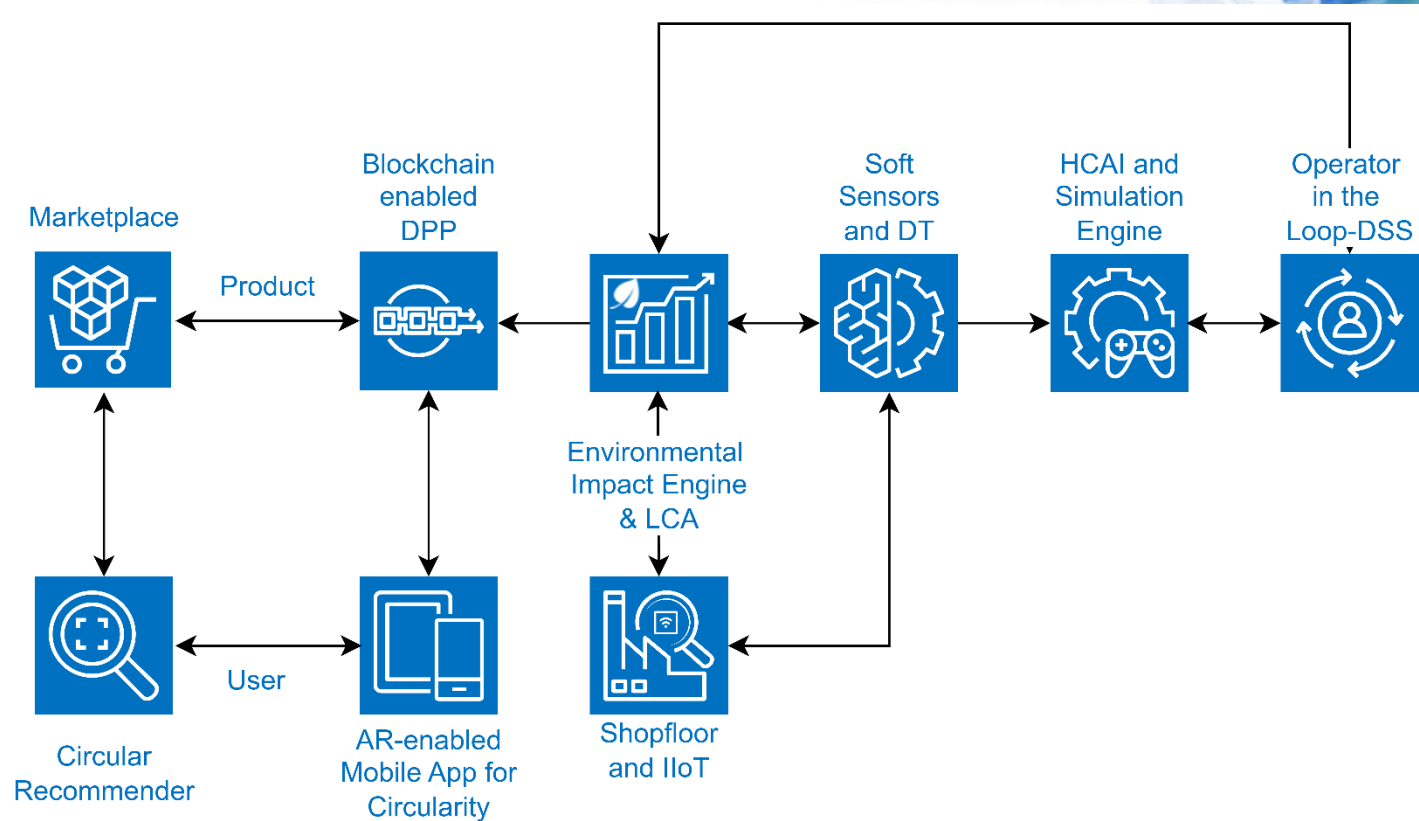 Marketplace
Blockchain
enabled
DPP
Soft
Sensors
and DT
HCAI and
Simulation
Engine
Operator
in the
Loop-DSS
Product
Environmental
Impact Engine
& LCA
User
Circular
Recommender
AR-enabled
Mobile App for
Circularity
Shopfloor
and IIoT